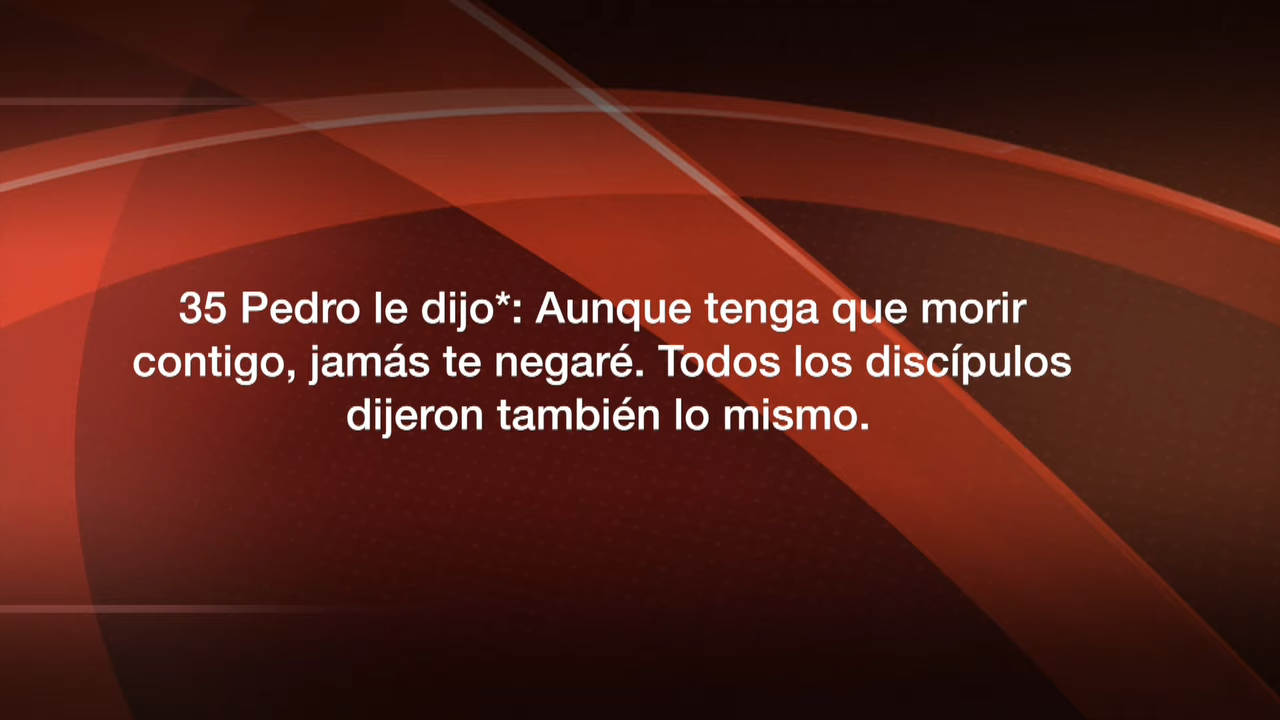 35 Pedro le dijo*: Aunque tenga que morir
contigo, jamás te negaré. Todos los discípulos
dijeron también lo mismo.